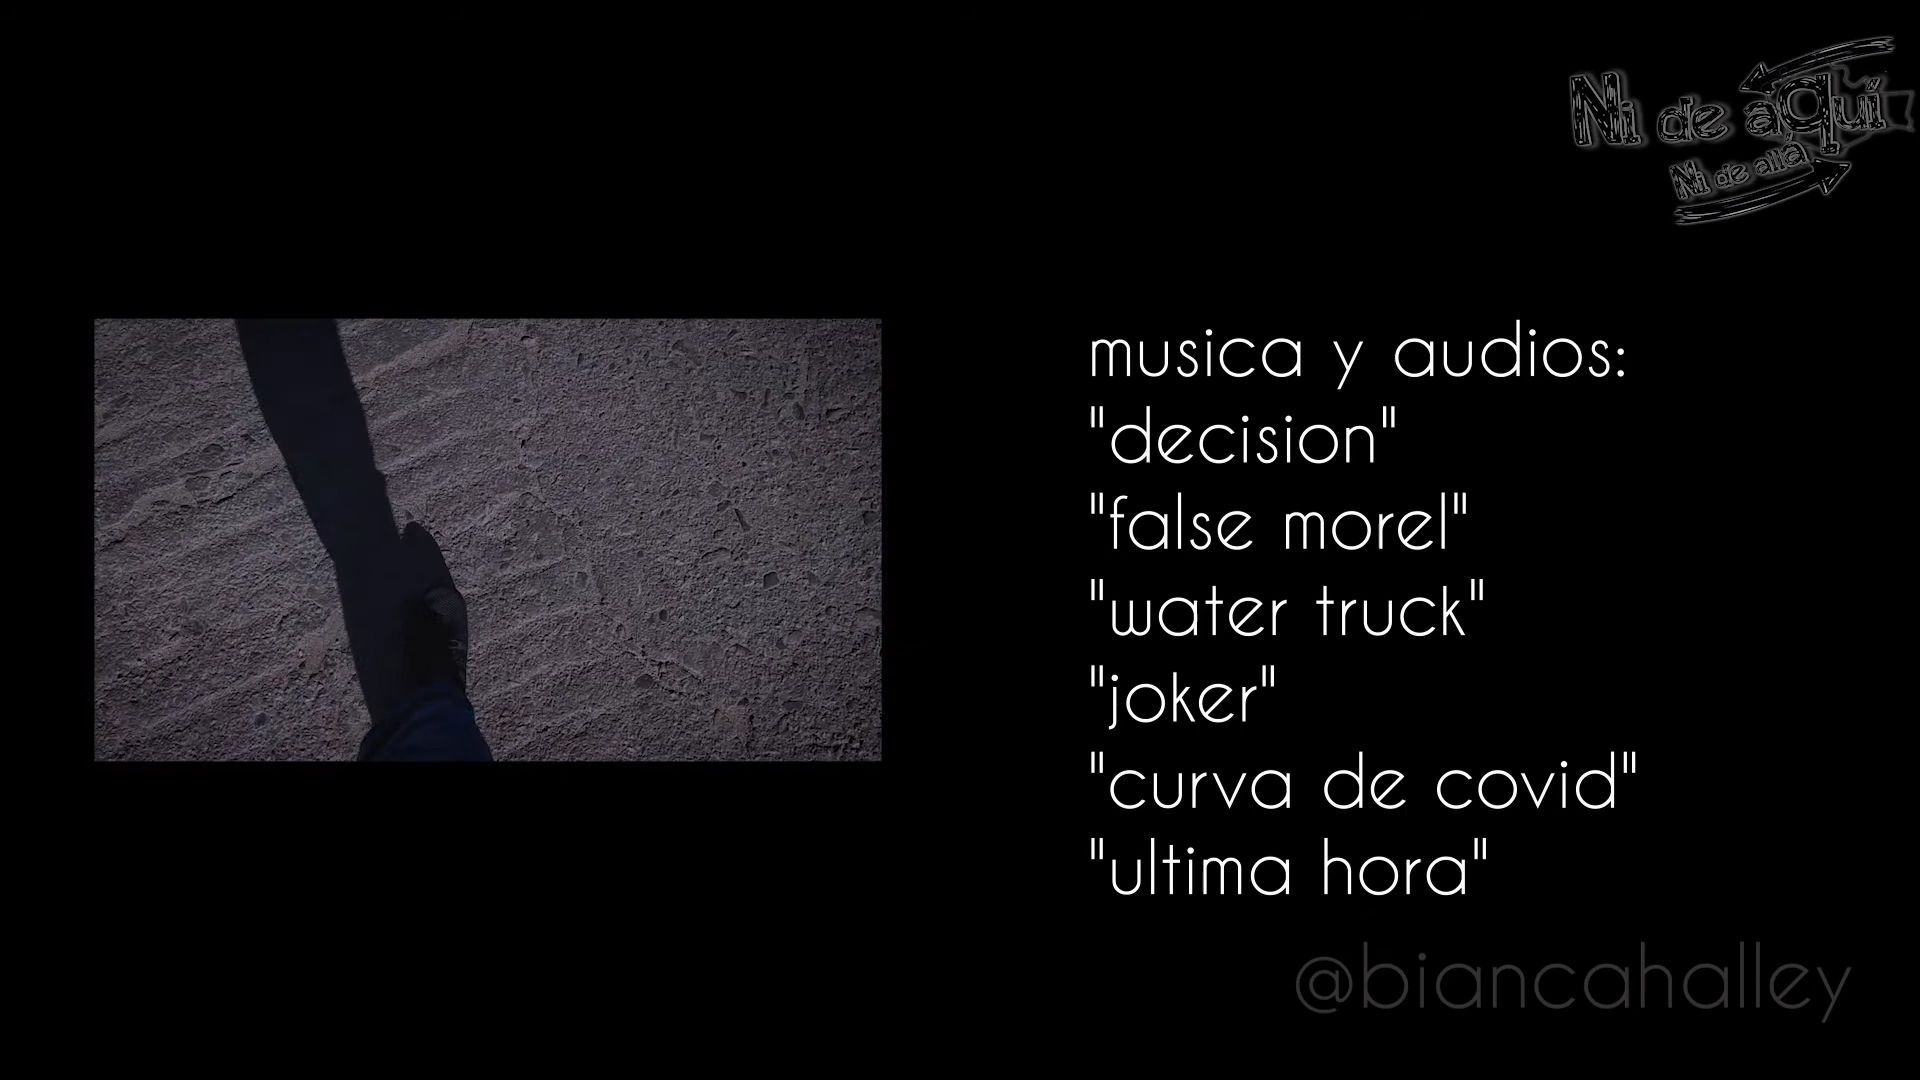 Ni de aquí
Ni de allá
musica y audios:
"decision"
"false morel"
"water truck"
"joker"
"curva de covid"
"ultima hora"
@biancahalley